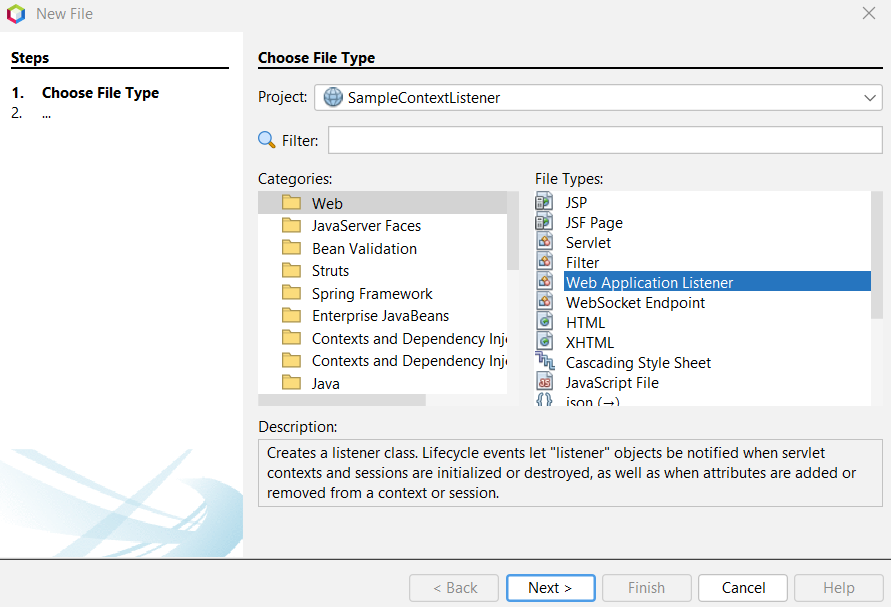 New File
Steps
1. Choose File Type
2. ...
Choose File Type
Project: SampleContextListener
Filter:
Categories:
Web
JavaServer Faces
Bean Validation
Struts
Spring Framework
Enterprise JavaBeans
Contexts and Dependency Inj
Contexts and Dependency Inj
Java
File Types:
JSP
JSF Page
Servlet
Filter
Web Application Listener
WebSocket Endpoint
HTML
XHTML
Cascading Style Sheet
JavaScript File
json (→)
Description:
Creates a listener class. Lifecycle events let "listener" objects be notified when servlet
contexts and sessions are initialized or destroyed, as well as when attributes are added or
removed from a context or session.
< Back Next > Finish Cancel Help